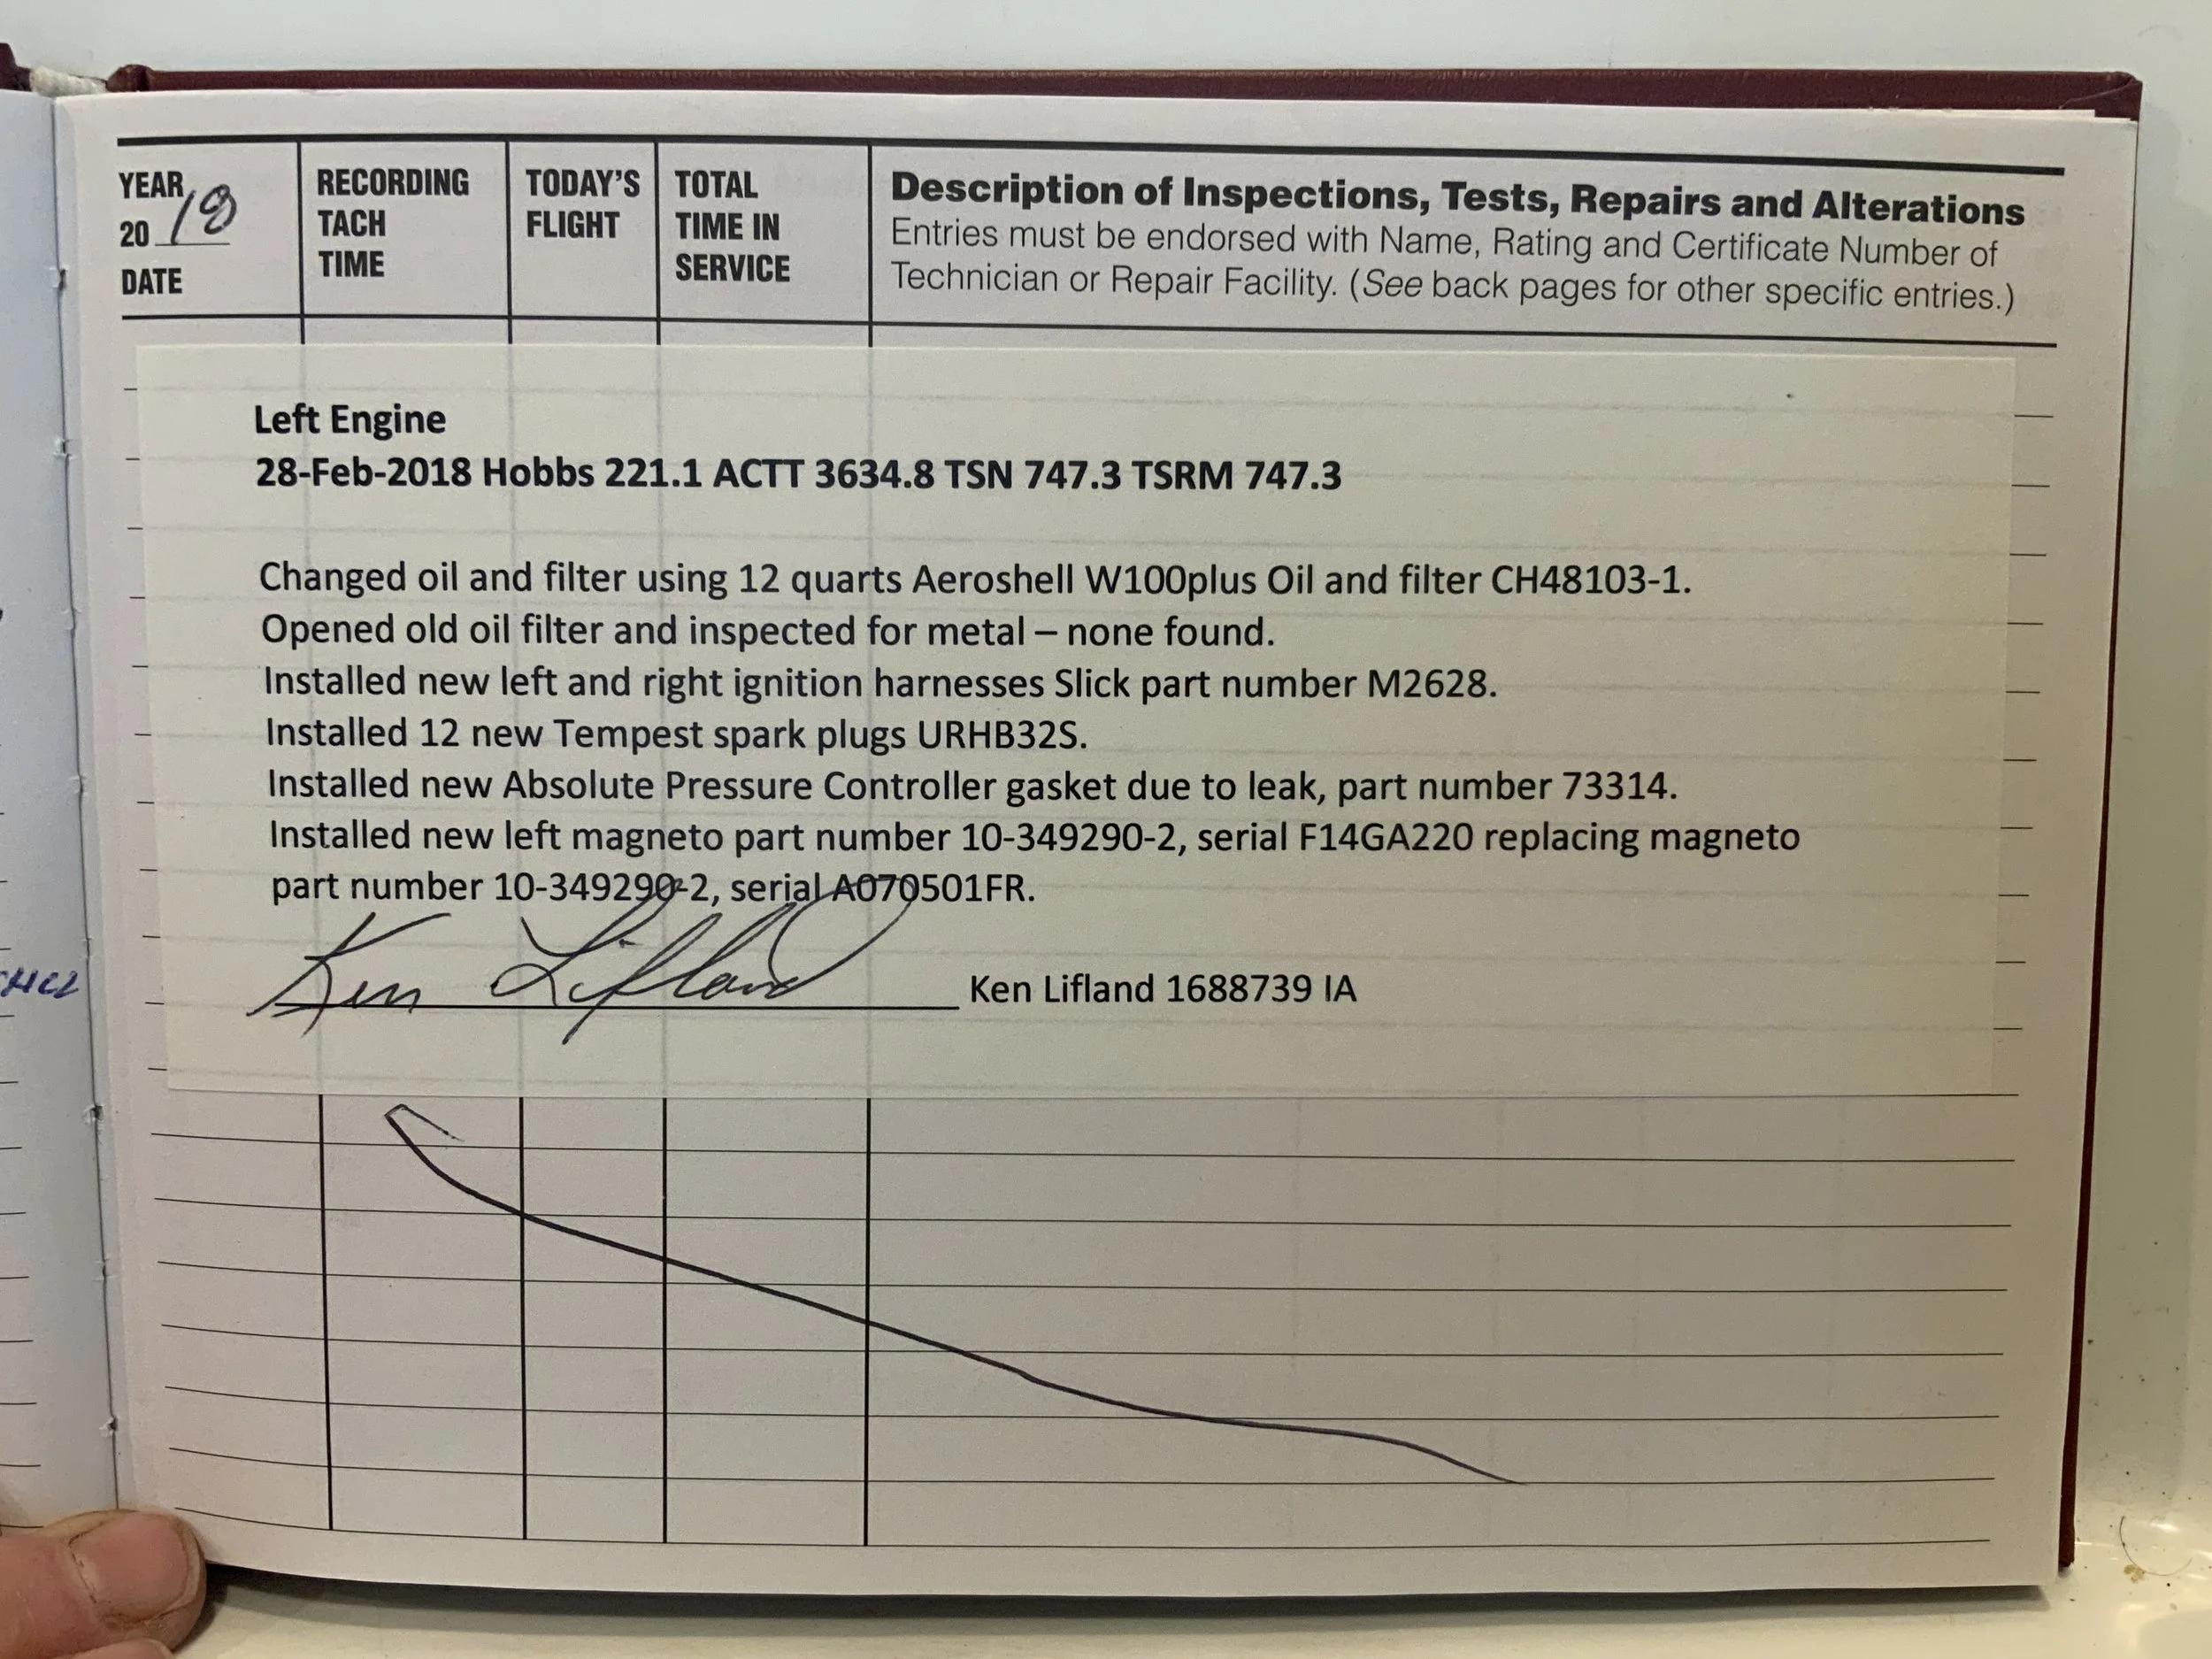 YEAR
20 18
DATE
RECORDING
TACH
TIME
TODAY'S
FLIGHT
TOTAL
TIME IN
SERVICE
Description of Inspections, Tests, Repairs and Alterations
Entries must be endorsed with Name, Rating and Certificate Number of
Technician or Repair Facility. (See back pages for other specific entries.)
Left Engine
28-Feb-2018 Hobbs 221.1 ACTT 3634.8 TSN 747.3 TSRM 747.3
Changed oil and filter using 12 quarts Aeroshell W100plus Oil and filter CH48103-1.
Opened old oil filter and inspected for metal – none found.
Installed new left and right ignition harnesses Slick part number M2628.
Installed 12 new Tempest spark plugs URHB32S.
Installed new Absolute Pressure Controller gasket due to leak, part number 73314.
Installed new left magneto part number 10-349290-2, serial F14GA220 replacing magneto
part number 10-349290-2, serial A070501FR.
Ken Lifland Ken Lifland 1688739 IA